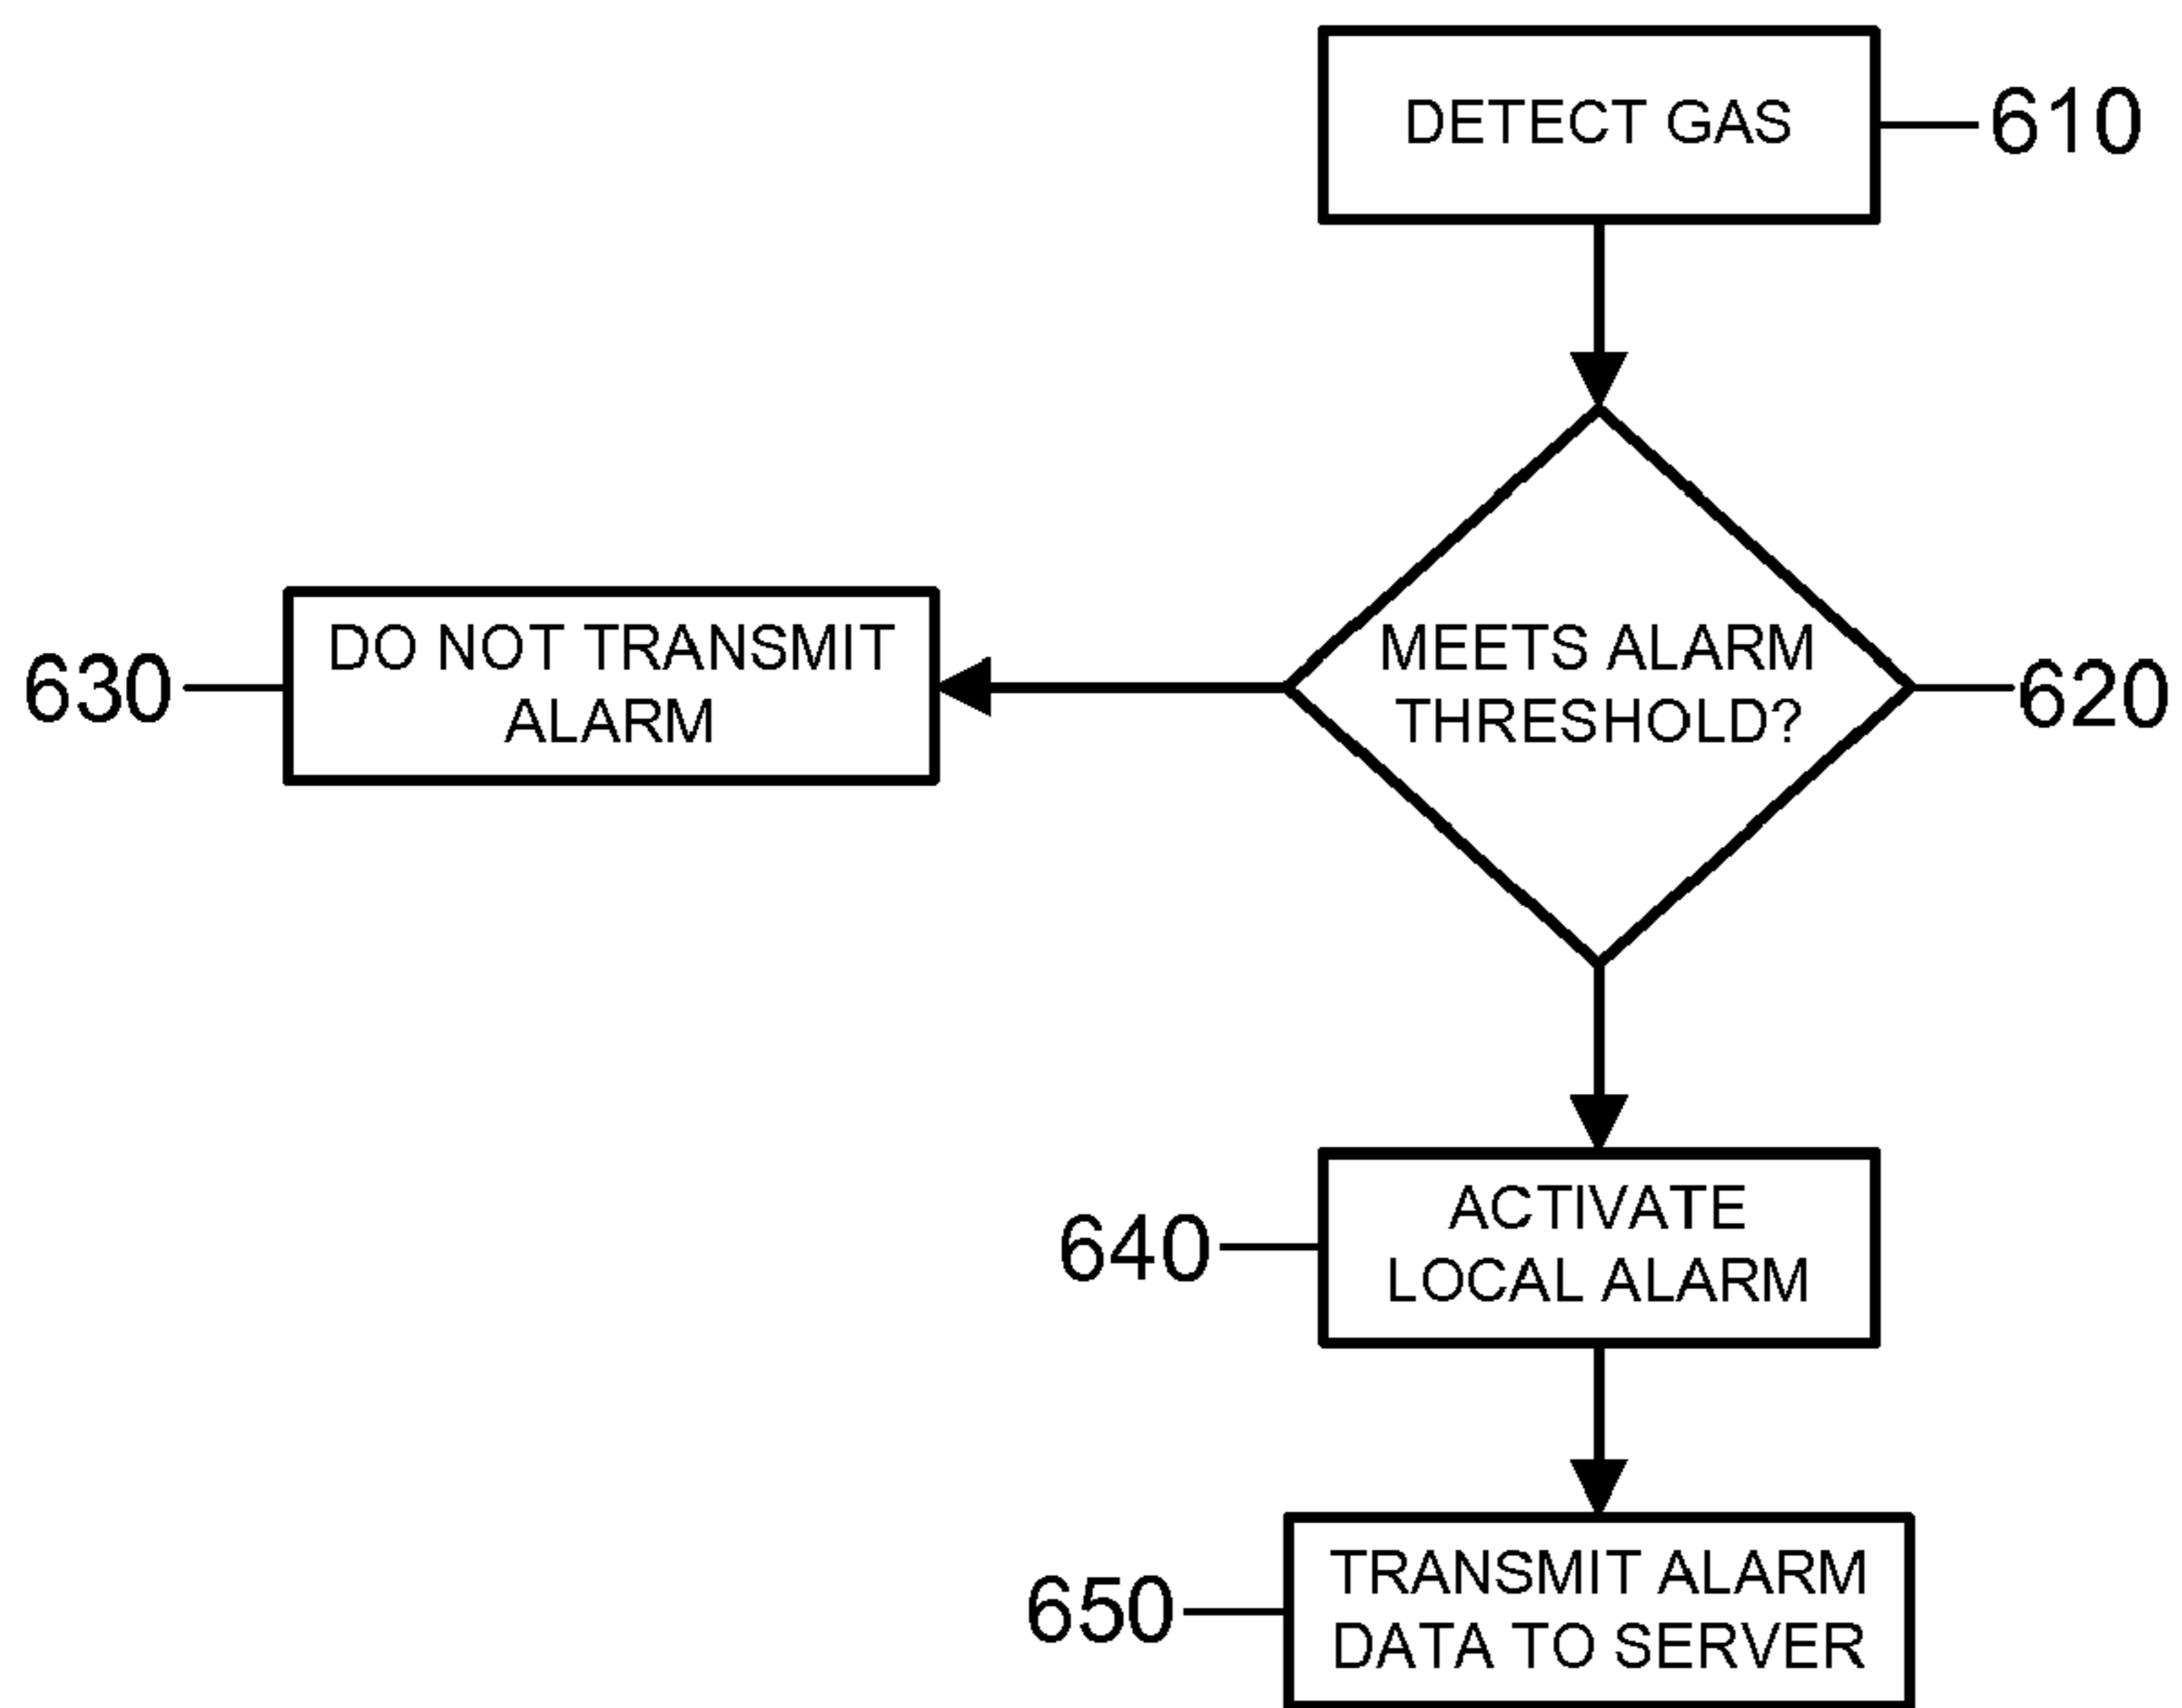 DETECT GAS
610
MEETS ALARM
THRESHOLD?
620
DO NOT TRANSMIT
ALARM
630
ACTIVATE
LOCAL ALARM
640
TRANSMIT ALARM
DATA TO SERVER
650